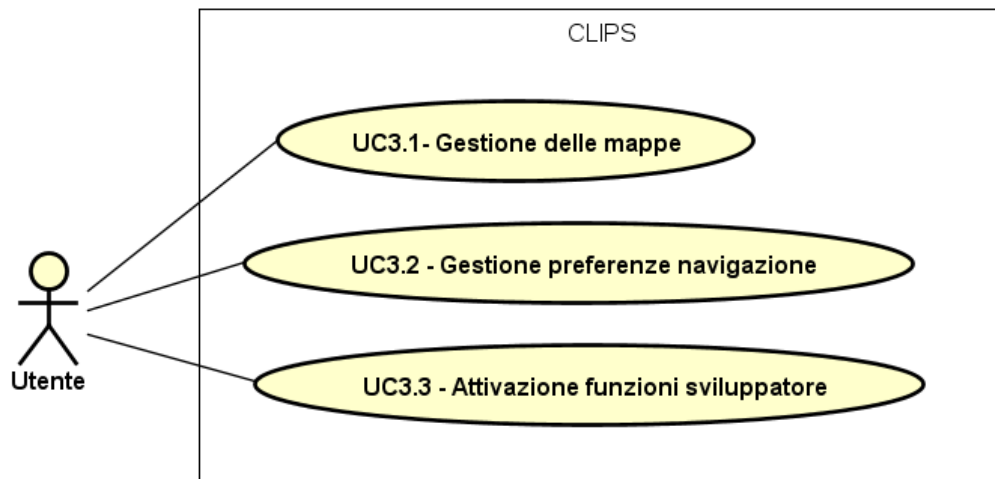 CLIPS
UC3.1- Gestione delle mappe
UC3.2 - Gestione preferenze navigazione
UC3.3 - Attivazione funzioni sviluppatore
Utente